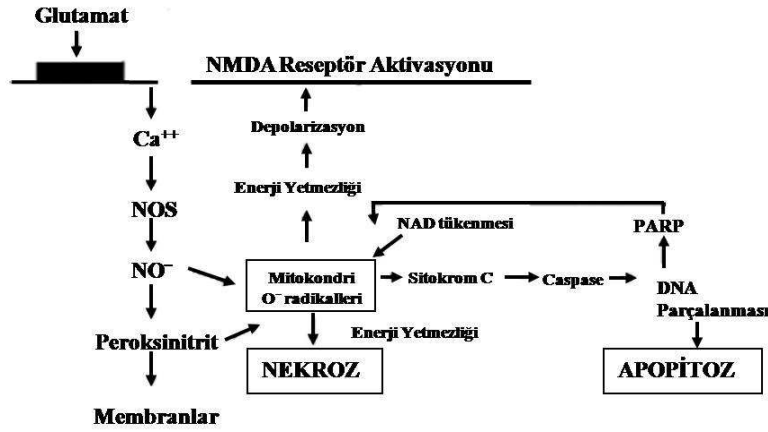 Glutamat
NMDA Reseptör Aktivasyonu
Depolarizasyon
Ca⁺⁺
Enerji Yetmezliği
NOS
NAD tükenmesi
PARP
NO⁻
Mitokondri
O⁻ radikalleri
Sitokrom C
Caspase
DNA
Parçalanması
Peroksinitrit
Enerji Yetmezliği
NEKROZ
APOPİTOZ
Membranlar